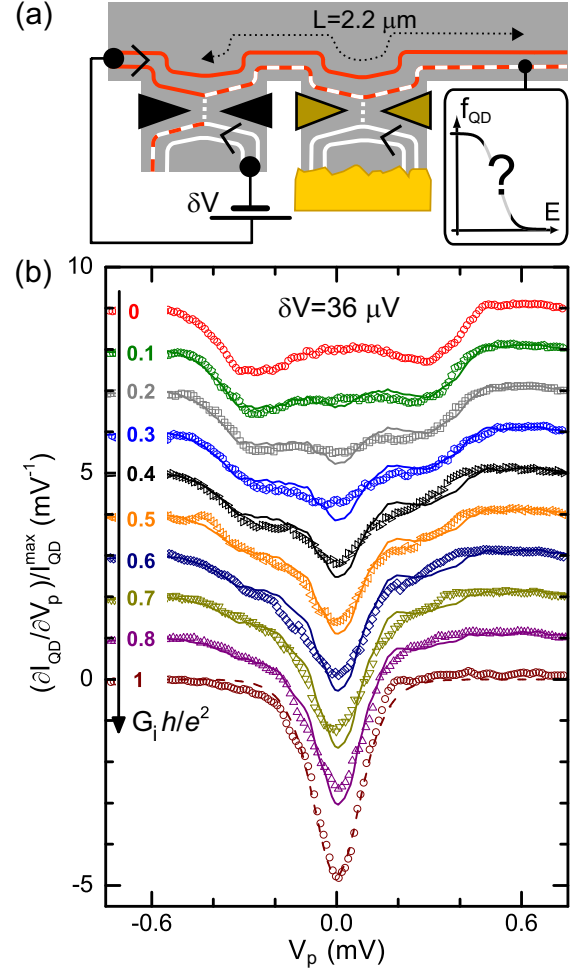 (a)
L=2.2 μm
δV
f_QD
?
E
(b)
10
5
0
-5
δV=36 μV
0
0.1
0.2
0.3
0.4
0.5
0.6
0.7
0.8
1
G_i h/e²
(∂I_QD/∂V_p)/I_QD^max (mV⁻¹)
-0.6
0.0
0.6
V_p (mV)